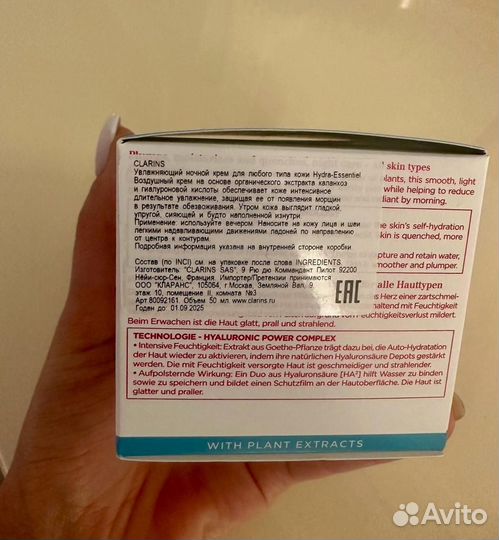 skin types
CLARINS
Увлажняющий ночной крем для любого типа кожи Hydra-Essentiel
lants, this smooth, light
Воздушный крем на основе органического экстракта каланхоэ
while helping to reduce
и гиалуроновой кислоты обеспечивает коже интенсивное
lliant by morning.
длительное увлажнение, защищая ее от появления морщин
в результате обезвоживания. Утром кожа выглядит гладкой,
упругой, сияющей и будто наполненной изнутри.
e skin's self-hydration
Применение: используйте вечером. Наносите на кожу лица и шеи
skin is quenched, more
легкими надавливающими движениями ладоней по направлению
от центра к контурам.
pture and retain water,
Подробная информация указана на внутренней стороне коробки
moother and plumper.
Состав (по INCI) см. на упаковке после слова INGREDIENTS.
alle Hauttypen
Изготовитель: "CLARINS SAS", 9 Рю дю Коммандант Пилот 92200
as Herz einer zartschmel-
Нёйи-сюр-Сен, Франция. Импортер/Претензии принимаются:
ltend mit Feuchtigkeit
ООО "КЛАРАНС", 105064, г.Москва, Земляной Вал, 9,
этаж 10, помещение II, комната №3
EAC
Арт 80092161. Объем 50 мл. www.clarins.ru
Годен до: 01.09.2025
euchtigkeitsverlust mildert.
Beim Erwachen ist die Haut glatt, prall und strahlend.
TECHNOLOGIE - HYALURONIC POWER COMPLEX
• Intensive Feuchtigkeit: Extrakt aus Goethe-Pflanze trägt dazu bei, die Auto-Hydration
der Haut wieder zu aktivieren, indem ihre natürlichen Hyaluronsäure Depots gestärkt
werden. Die mit Feuchtigkeit versorgte Haut ist geschmeidiger und strahlender.
• Aufpolsternde Wirkung: Ein Duo aus Hyaluronsäure [HA²] hilft Wasser zu binden
sowie zu speichern und bildet einen Schutzfilm an der Hautoberfläche. Die Haut ist
glatter und praller.
WITH PLANT EXTRACTS
Avito